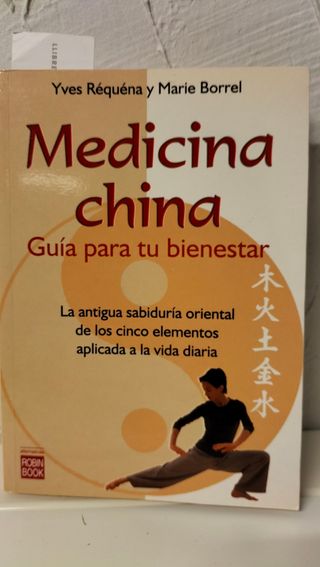 LLIBRE
Yves Réquéna y Marie Borrel
Medicina
china
Guía para tu bienestar
La antigua sabiduría oriental
de los cinco elementos
aplicada a la vida diaria
木
火
土
金
水
ROBIN
BOOK